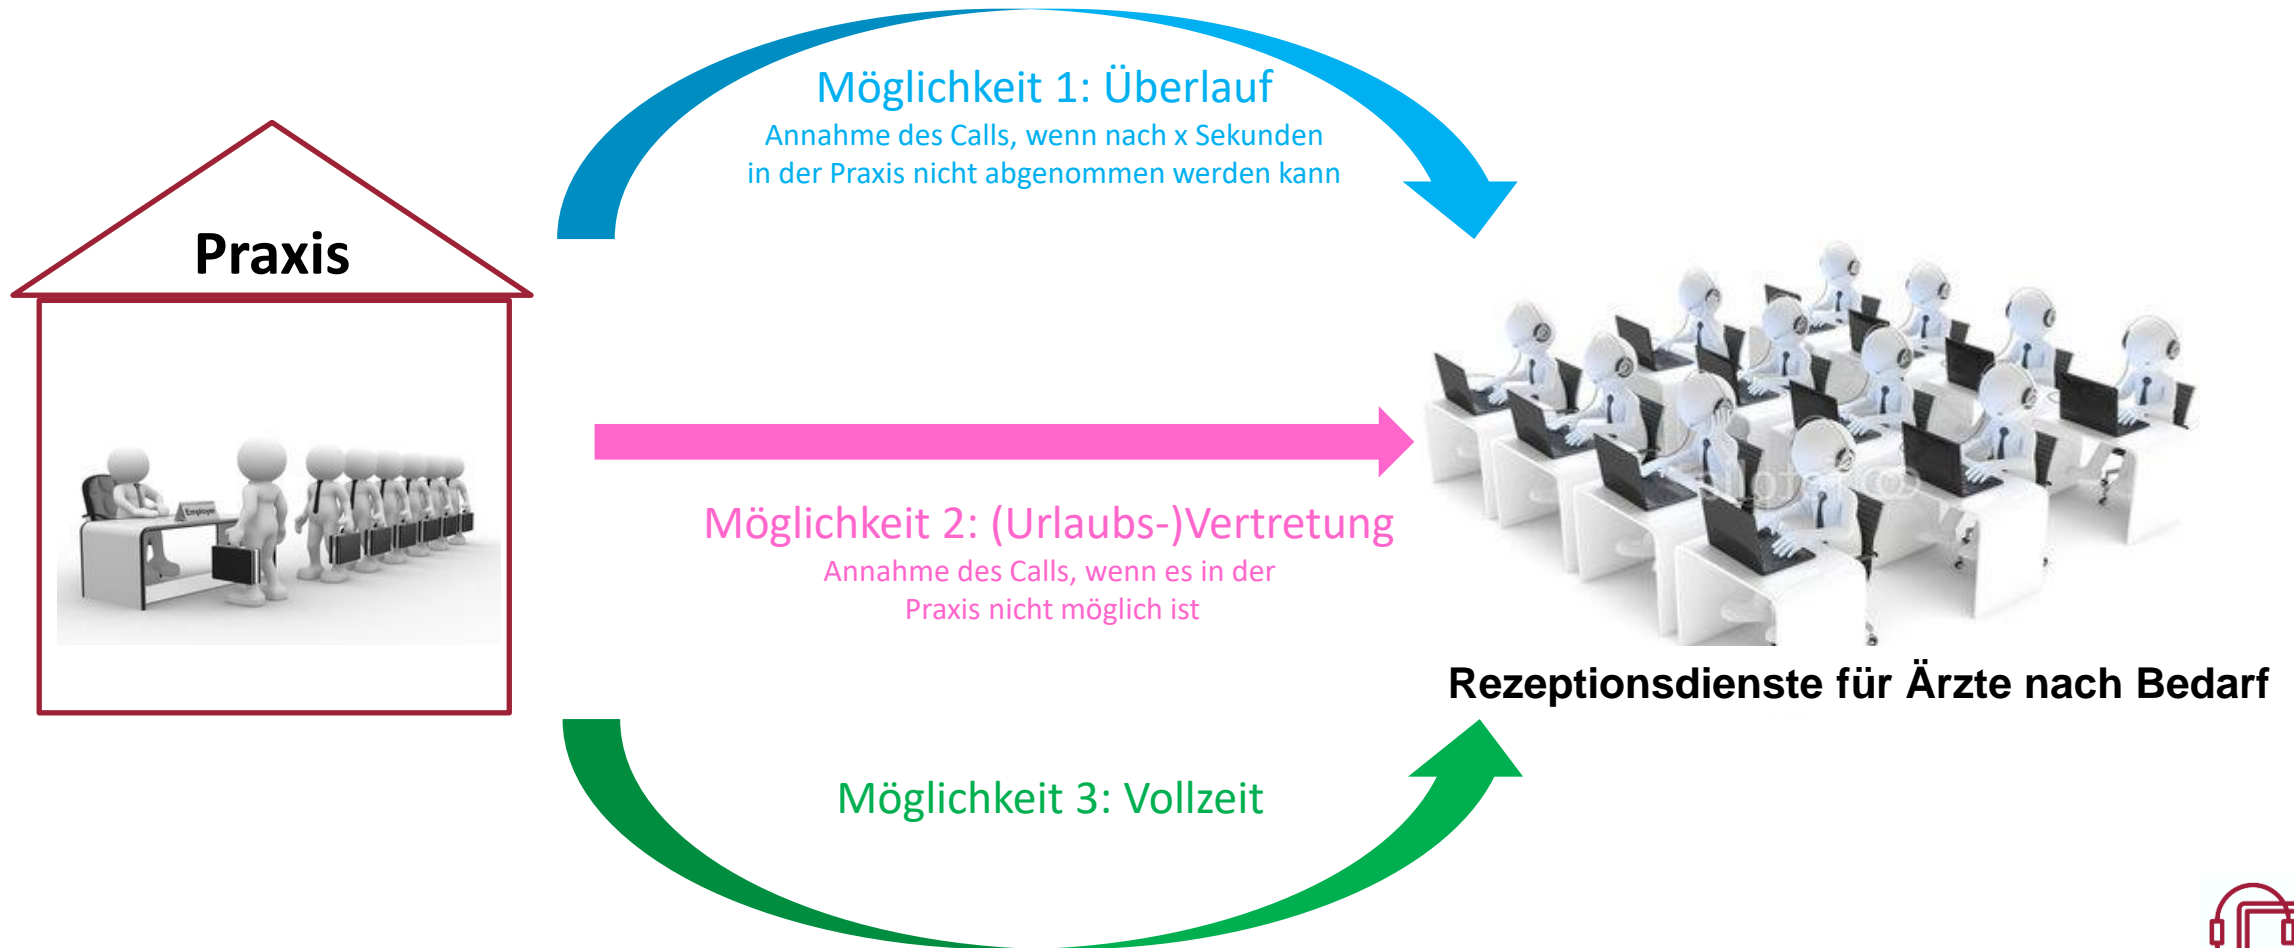 Möglichkeit 1: Überlauf
Annahme des Calls, wenn nach x Sekunden
in der Praxis nicht abgenommen werden kann
Praxis
Employer
Möglichkeit 2: (Urlaubs-)Vertretung
Annahme des Calls, wenn es in der
Praxis nicht möglich ist
Rezeptionsdienste für Ärzte nach Bedarf
Möglichkeit 3: Vollzeit